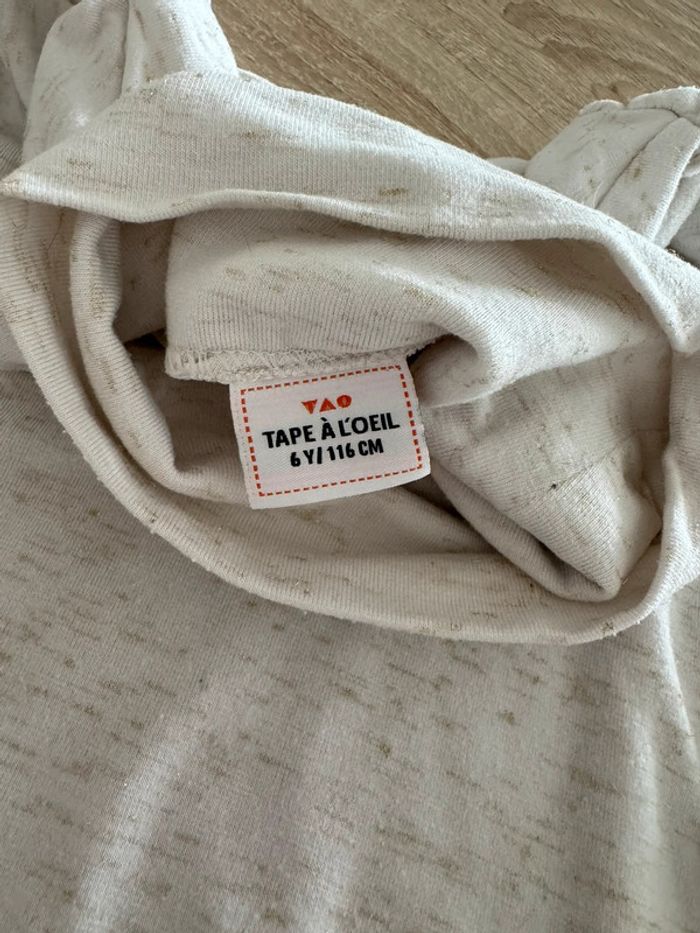 TAO
TAPE À L'OEIL
6 Y/ 116 CM